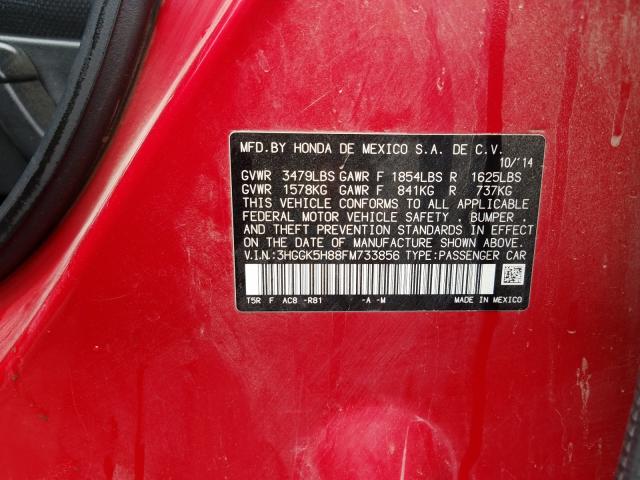 MFD.BY HONDA DE MEXICO S.A. DE C.V.
10/'14
GVWR 3479LBS GAWR F 1854LBS R 1625LBS
GVWR 1578KG GAWR F 841KG R 737KG
THIS VEHICLE CONFORMS TO ALL APPLICABLE
FEDERAL MOTOR VEHICLE SAFETY , BUMPER ,
AND THEFT PREVENTION STANDARDS IN EFFECT
ON THE DATE OF MANUFACTURE SHOWN ABOVE.
V.I.N.:3HGGK5H88FM733856 TYPE:PASSENGER CAR
T5R F AC8 -R81 -A -M MADE IN MEXICO